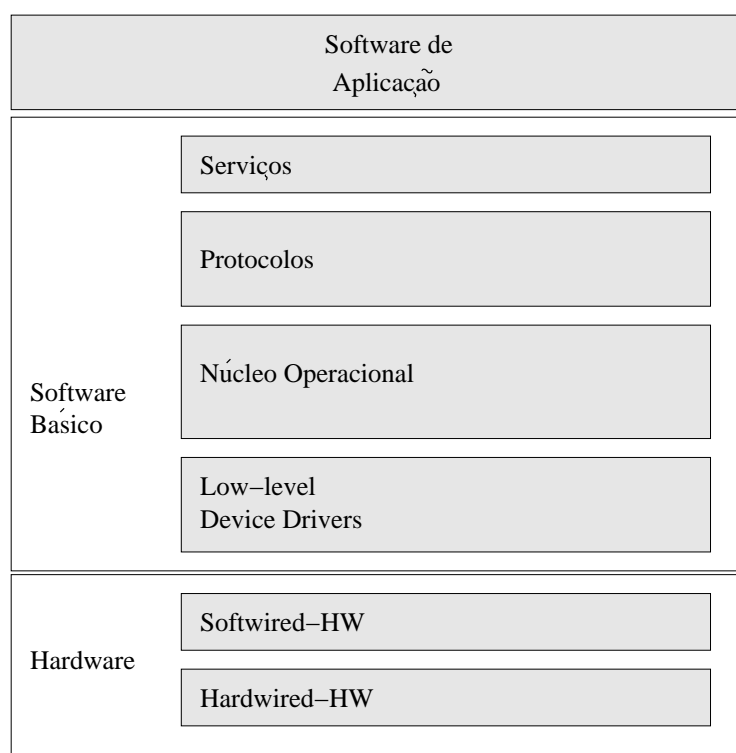 Software de
Aplicação
Serviços
Protocolos
Núcleo Operacional
Software
Básico
Low−level
Device Drivers
Softwired−HW
Hardware
Hardwired−HW